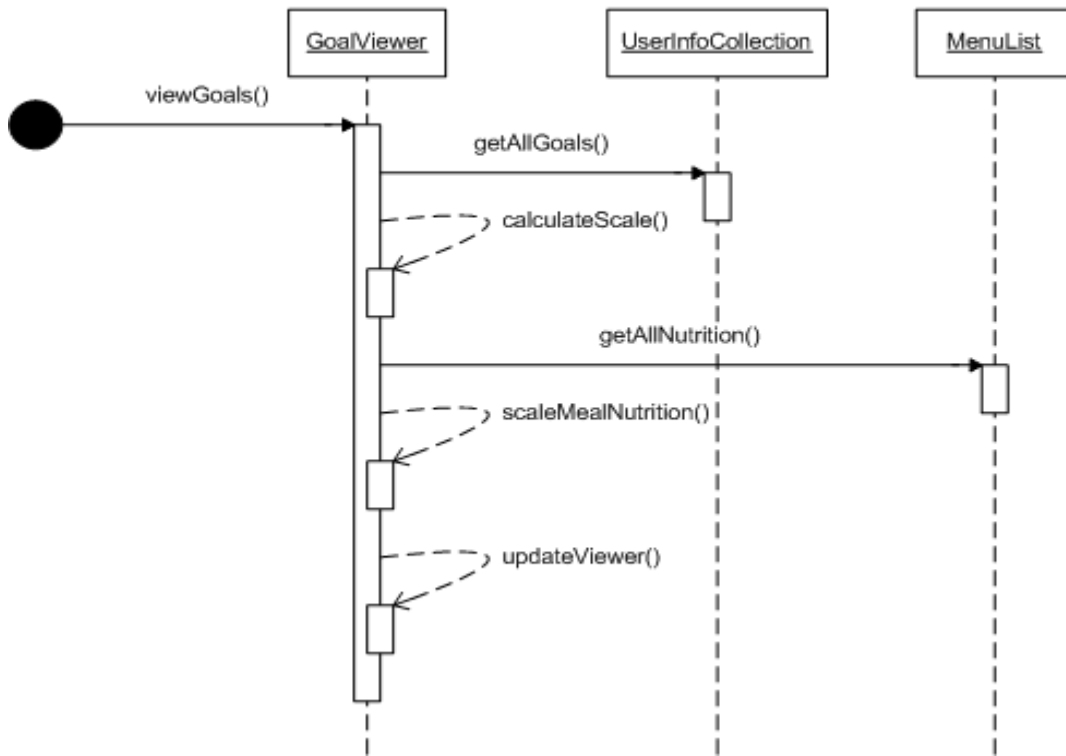 GoalViewer
UserInfoCollection
MenuList
viewGoals()
getAllGoals()
calculateScale()
getAllNutrition()
scaleMealNutrition()
updateViewer()